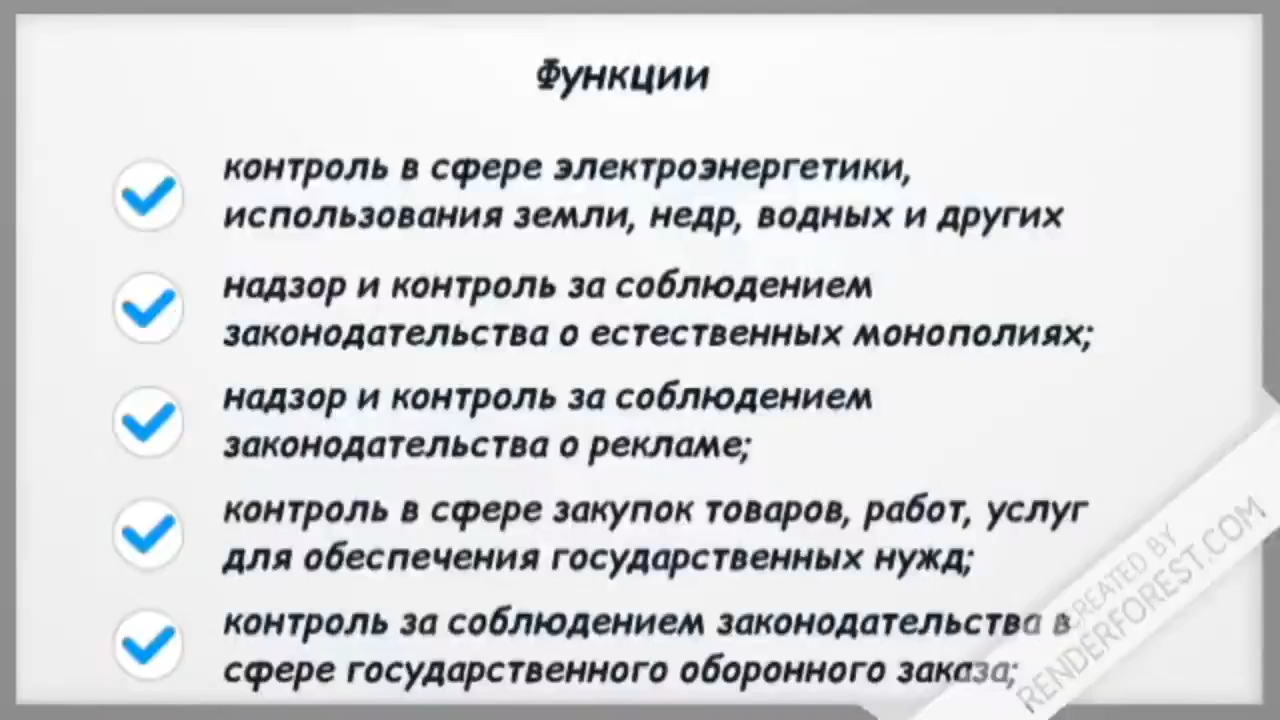 Функции
контроль в сфере электроэнергетики,
использования земли, недр, водных и других
надзор и контроль за соблюдением
законодательства о естественных монополиях;
надзор и контроль за соблюдением
законодательства о рекламе;
контроль в сфере закупок товаров, работ, услуг
для обеспечения государственных нужд;
контроль за соблюдением законодательства в
сфере государственного оборонного заказа;
CREATED BY
RENDERFOREST.COM